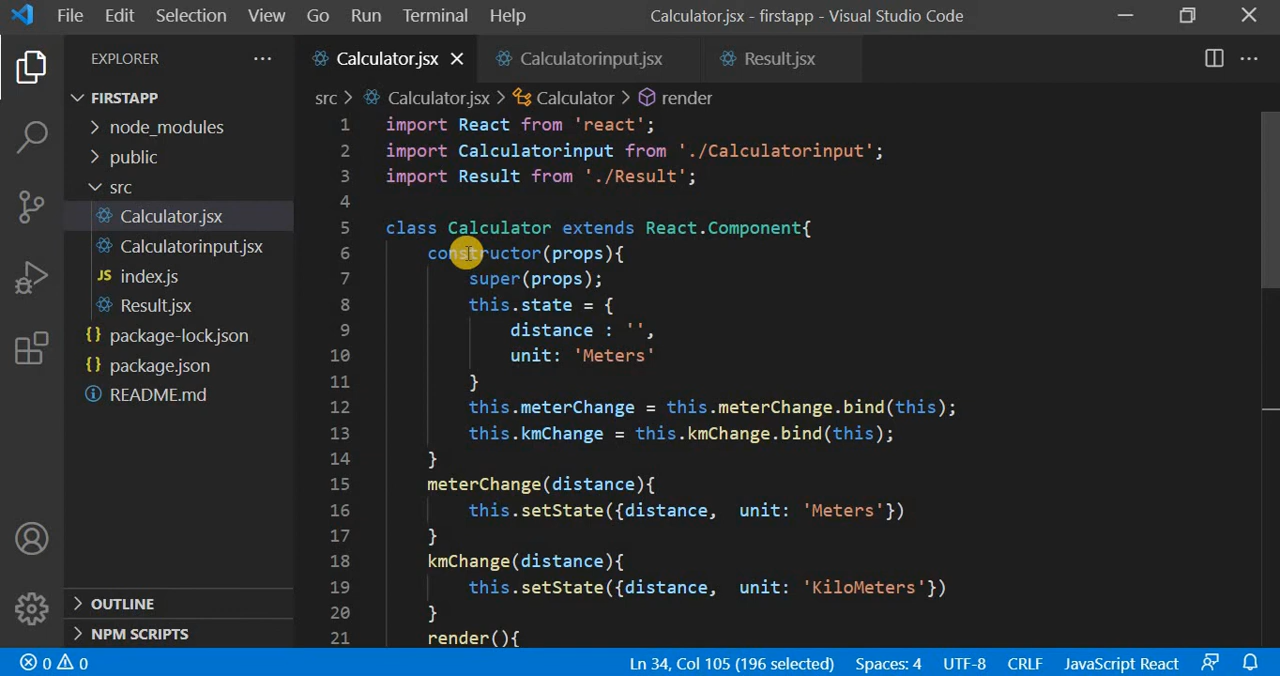 File Edit Selection View Go Run Terminal Help Calculator.jsx - firstapp - Visual Studio Code
EXPLORER ···
Calculator.jsx Calculatorinput.jsx Result.jsx ···
FIRSTAPP
node_modules
public
src
Calculator.jsx
Calculatorinput.jsx
JS index.js
Result.jsx
{} package-lock.json
{} package.json
README.md
OUTLINE
NPM SCRIPTS
src > Calculator.jsx > Calculator > render
1 import React from 'react';
2 import Calculatorinput from './Calculatorinput';
3 import Result from './Result';
4
5 class Calculator extends React.Component{
6 constructor(props){
7 super(props);
8 this.state = {
9 distance : '',
10 unit: 'Meters'
11 }
12 this.meterChange = this.meterChange.bind(this);
13 this.kmChange = this.kmChange.bind(this);
14 }
15 meterChange(distance){
16 this.setState({distance,  unit: 'Meters'})
17 }
18 kmChange(distance){
19 this.setState({distance,  unit: 'KiloMeters'})
20 }
21 render(){
0 0 Ln 34, Col 105 (196 selected) Spaces: 4 UTF-8 CRLF JavaScript React